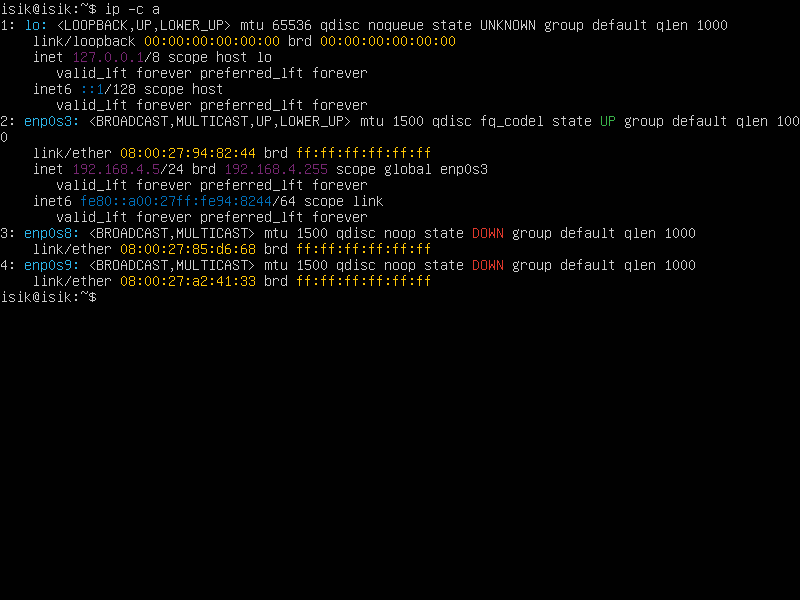 isik@isik:~$ ip -c a
1: lo: <LOOPBACK,UP,LOWER_UP> mtu 65536 qdisc noqueue state UNKNOWN group default qlen 1000
    link/loopback 00:00:00:00:00:00 brd 00:00:00:00:00:00
    inet 127.0.0.1/8 scope host lo
       valid_lft forever preferred_lft forever
    inet6 ::1/128 scope host
       valid_lft forever preferred_lft forever
2: enp0s3: <BROADCAST,MULTICAST,UP,LOWER_UP> mtu 1500 qdisc fq_codel state UP group default qlen 100
0
    link/ether 08:00:27:94:82:44 brd ff:ff:ff:ff:ff:ff
    inet 192.168.4.5/24 brd 192.168.4.255 scope global enp0s3
       valid_lft forever preferred_lft forever
    inet6 fe80::a00:27ff:fe94:8244/64 scope link
       valid_lft forever preferred_lft forever
3: enp0s8: <BROADCAST,MULTICAST> mtu 1500 qdisc noop state DOWN group default qlen 1000
    link/ether 08:00:27:85:d6:68 brd ff:ff:ff:ff:ff:ff
4: enp0s9: <BROADCAST,MULTICAST> mtu 1500 qdisc noop state DOWN group default qlen 1000
    link/ether 08:00:27:a2:41:33 brd ff:ff:ff:ff:ff:ff
isik@isik:~$